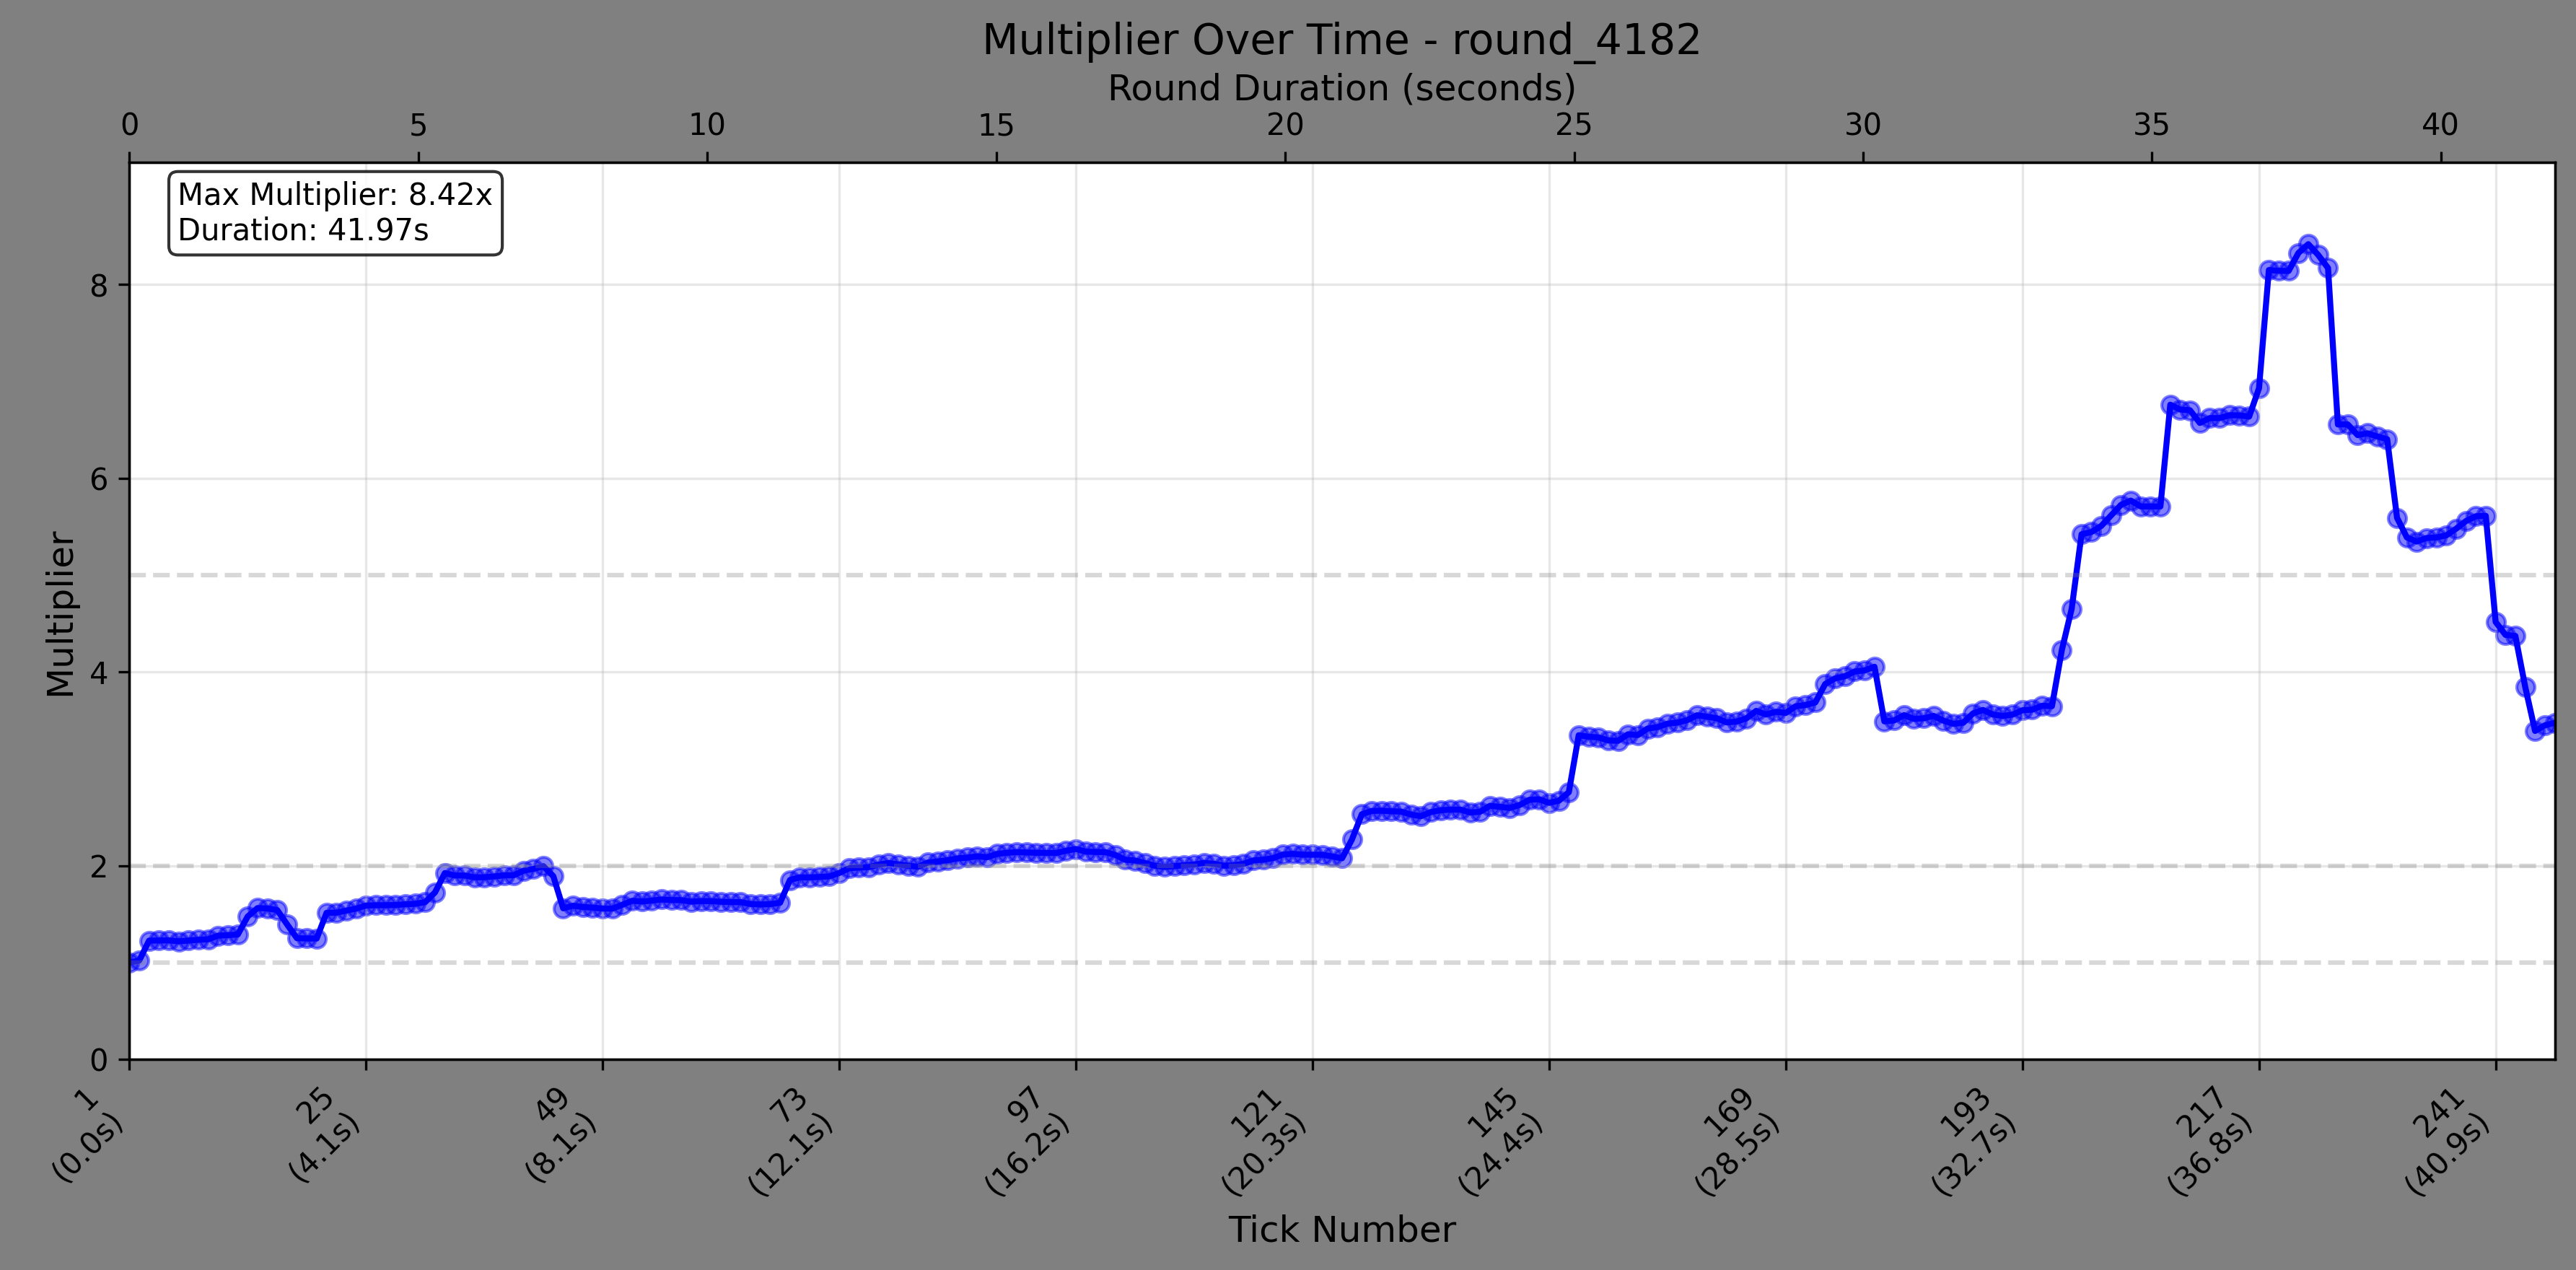 Multiplier Over Time - round_4182
Round Duration (seconds)
0 5 10 15 20 25 30 35 40
Max Multiplier: 8.42x
Duration: 41.97s
Multiplier
8
6
4
2
0
1
(0.0s)
25
(4.1s)
49
(8.1s)
73
(12.1s)
97
(16.2s)
121
(20.3s)
145
(24.4s)
169
(28.5s)
193
(32.7s)
217
(36.8s)
241
(40.9s)
Tick Number